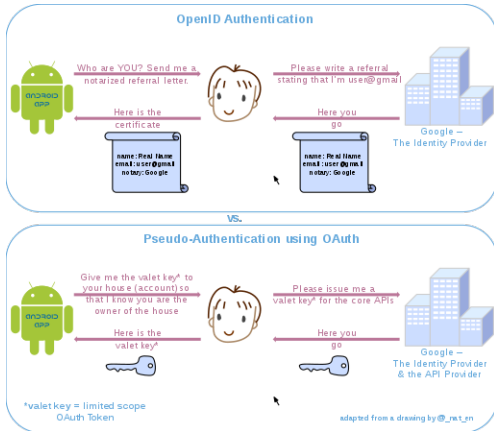 OpenID Authentication
Who are YOU? Send me a
notarized referral letter.
Please write a referral
stating that I'm user@gmail
ANDROID
APP
Here is the
certificate
Here you
go
Google –
The Identity Provider
name: Real Name
email: user@gmail
notary: Google
name: Real Name
email: user@gmail
notary: Google
vs.
Pseudo-Authentication using OAuth
Give me the valet key* to
your house (account) so
that I know you are the
owner of the house
Please issue me a
valet key* for the core APIs
ANDROID
APP
Here is the
valet key*
Here you
go
Google –
The Identity Provider
& the API Provider
*valet key = limited scope
OAuth Token
adapted from a drawing by @_nat_en